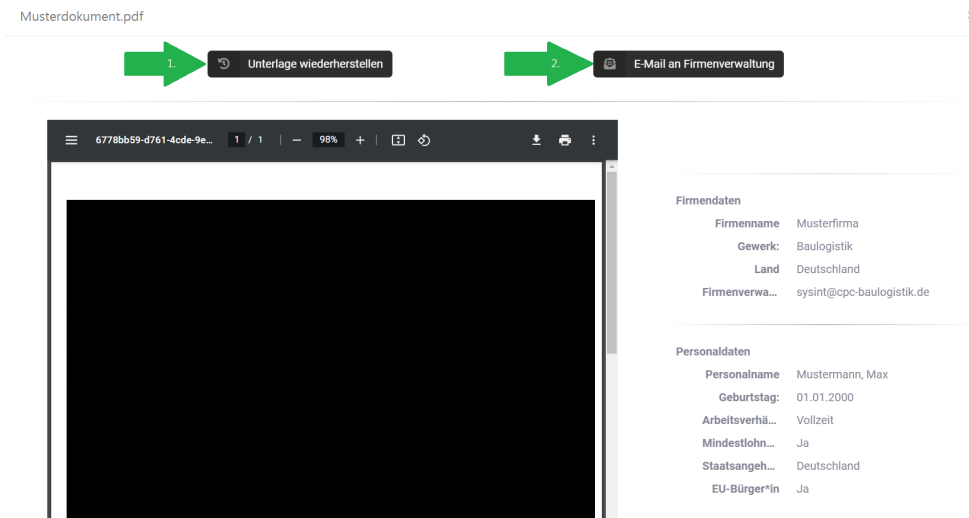 Musterdokument.pdf
1. Unterlage wiederherstellen
2. E-Mail an Firmenverwaltung
6778bb59-d761-4cde-9e... 1 / 1 98%
Firmendaten
Firmenname Musterfirma
Gewerk: Baulogistik
Land Deutschland
Firmenverwa... sysint@cpc-baulogistik.de
Personaldaten
Personalname Mustermann, Max
Geburtstag: 01.01.2000
Arbeitsverhä... Vollzeit
Mindestlohn... Ja
Staatsangeh... Deutschland
EU-Bürger*in Ja